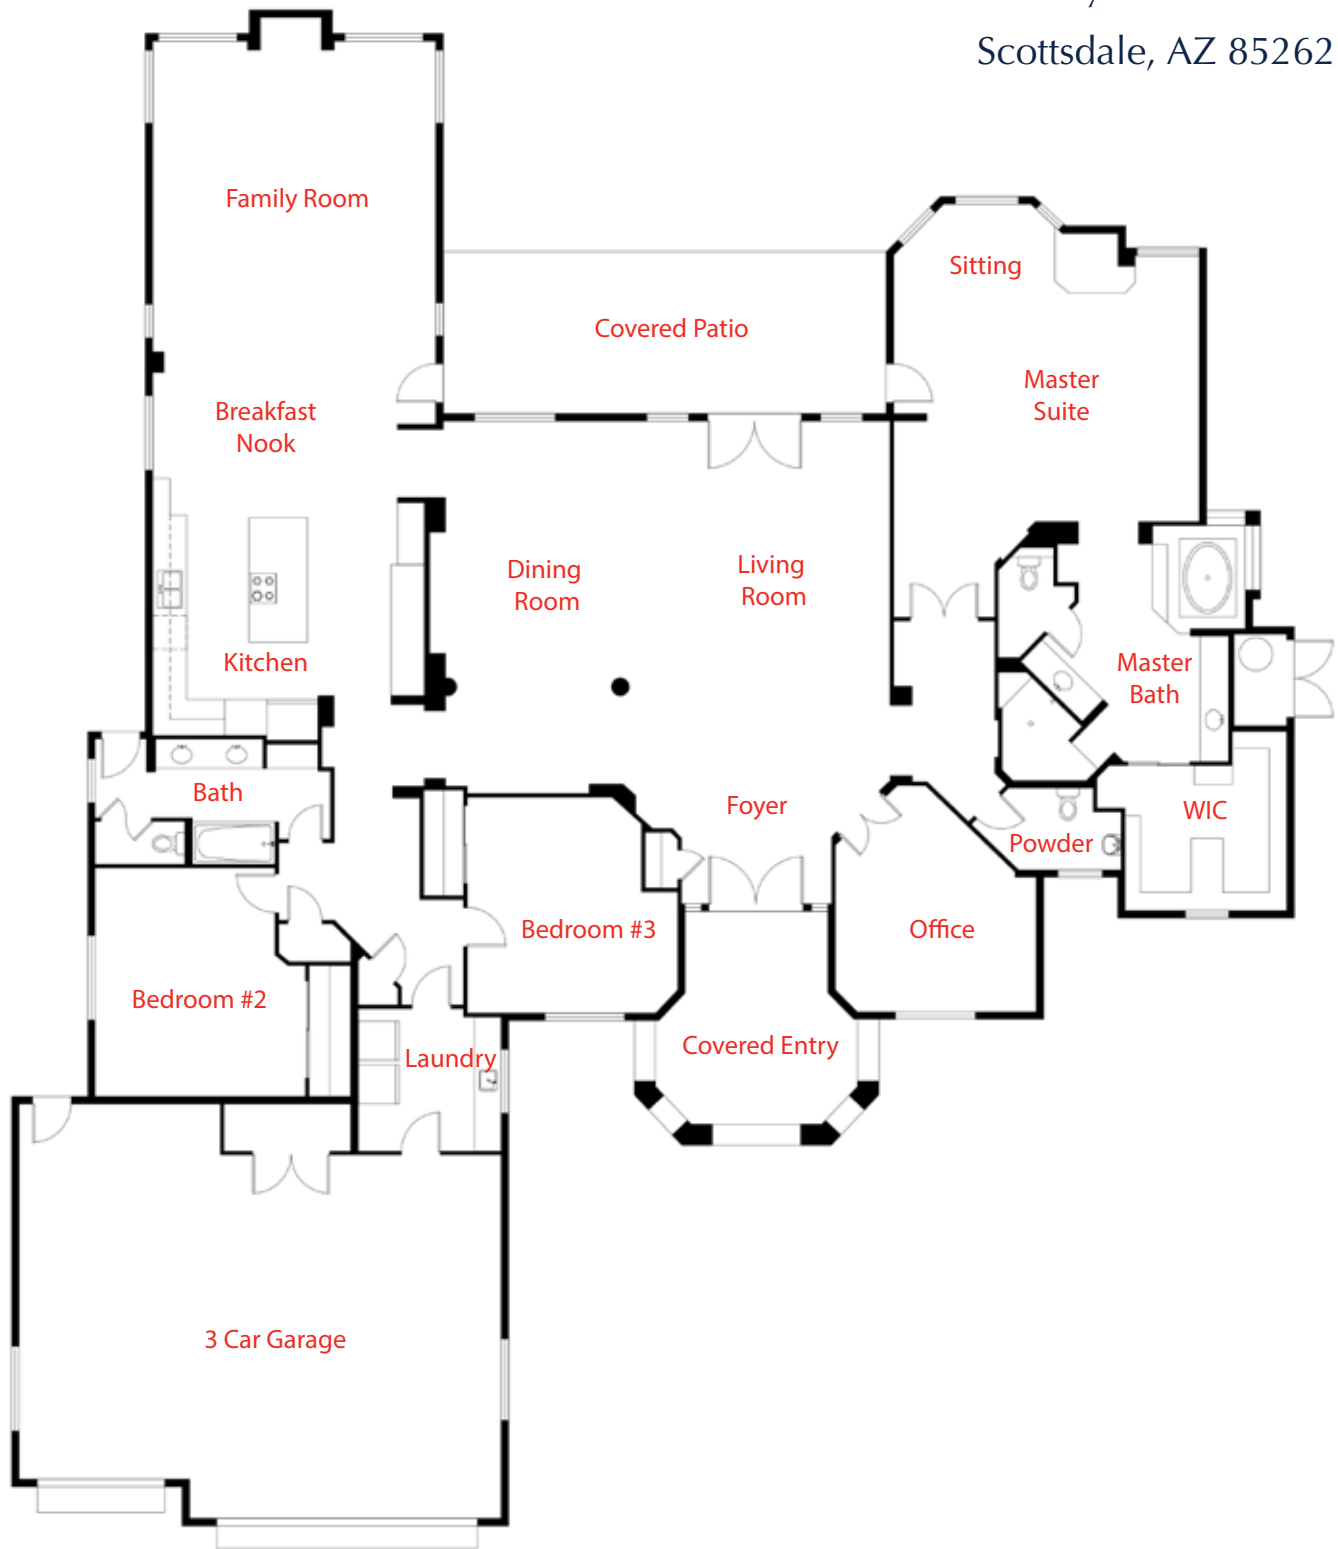 Scottsdale, AZ 85262
Family Room
Sitting
Covered Patio
Master
Suite
Breakfast
Nook
Dining
Room
Living
Room
Kitchen
Master
Bath
Bath
Foyer
WIC
Powder
Bedroom #3
Office
Bedroom #2
Laundry
Covered Entry
3 Car Garage